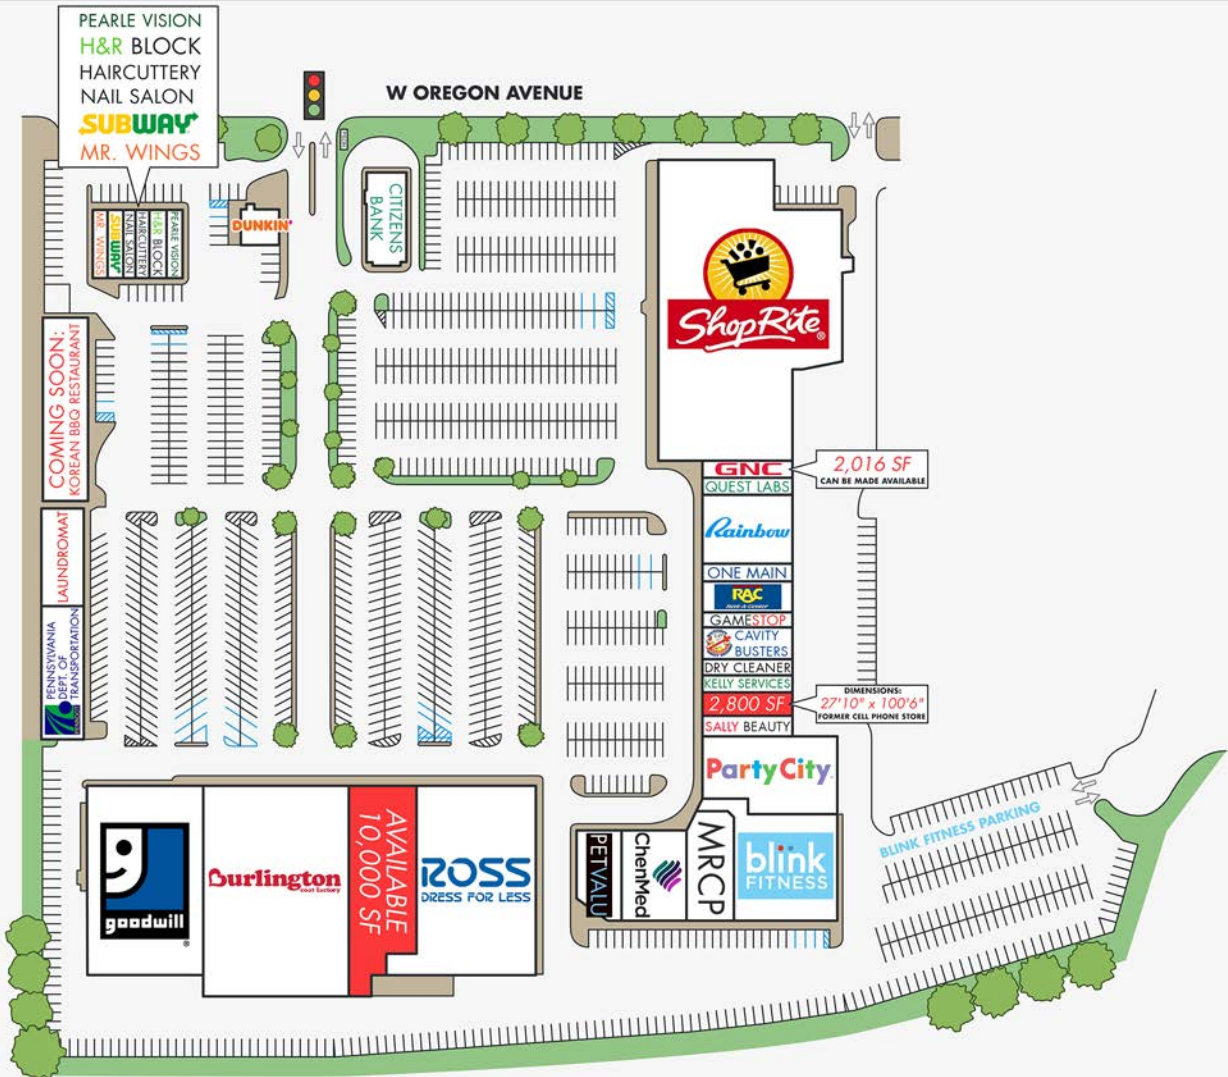 PEARLE VISION
H&R BLOCK
HAIRCUTTERY
NAIL SALON
SUBWAY
MR. WINGS
W OREGON AVENUE
MR. WINGS
SUBWAY
NAIL SALON
HAIRCUTTERY
H&R BLOCK
PEARLE VISION
DUNKIN'
CITIZENS
BANK
ShopRite®
COMING SOON:
KOREAN BBQ RESTAURANT
GNC
2,016 SF
CAN BE MADE AVAILABLE
QUEST LABS
Rainbow
LAUNDROMAT
ONE MAIN
RAC
Rent-A-Center
GAMESTOP
CAVITY
BUSTERS
PENNSYLVANIA
DEPT. OF
TRANSPORTATION
DRY CLEANER
KELLY SERVICES
2,800 SF
DIMENSIONS:
27'10" x 100'6"
FORMER CELL PHONE STORE
SALLY BEAUTY
Party City
BLINK FITNESS PARKING
goodwill®
Burlington
coat factory
AVAILABLE
10,000 SF
ROSS
DRESS FOR LESS
PETVALU
ChenMed
MRCP
blink
FITNESS